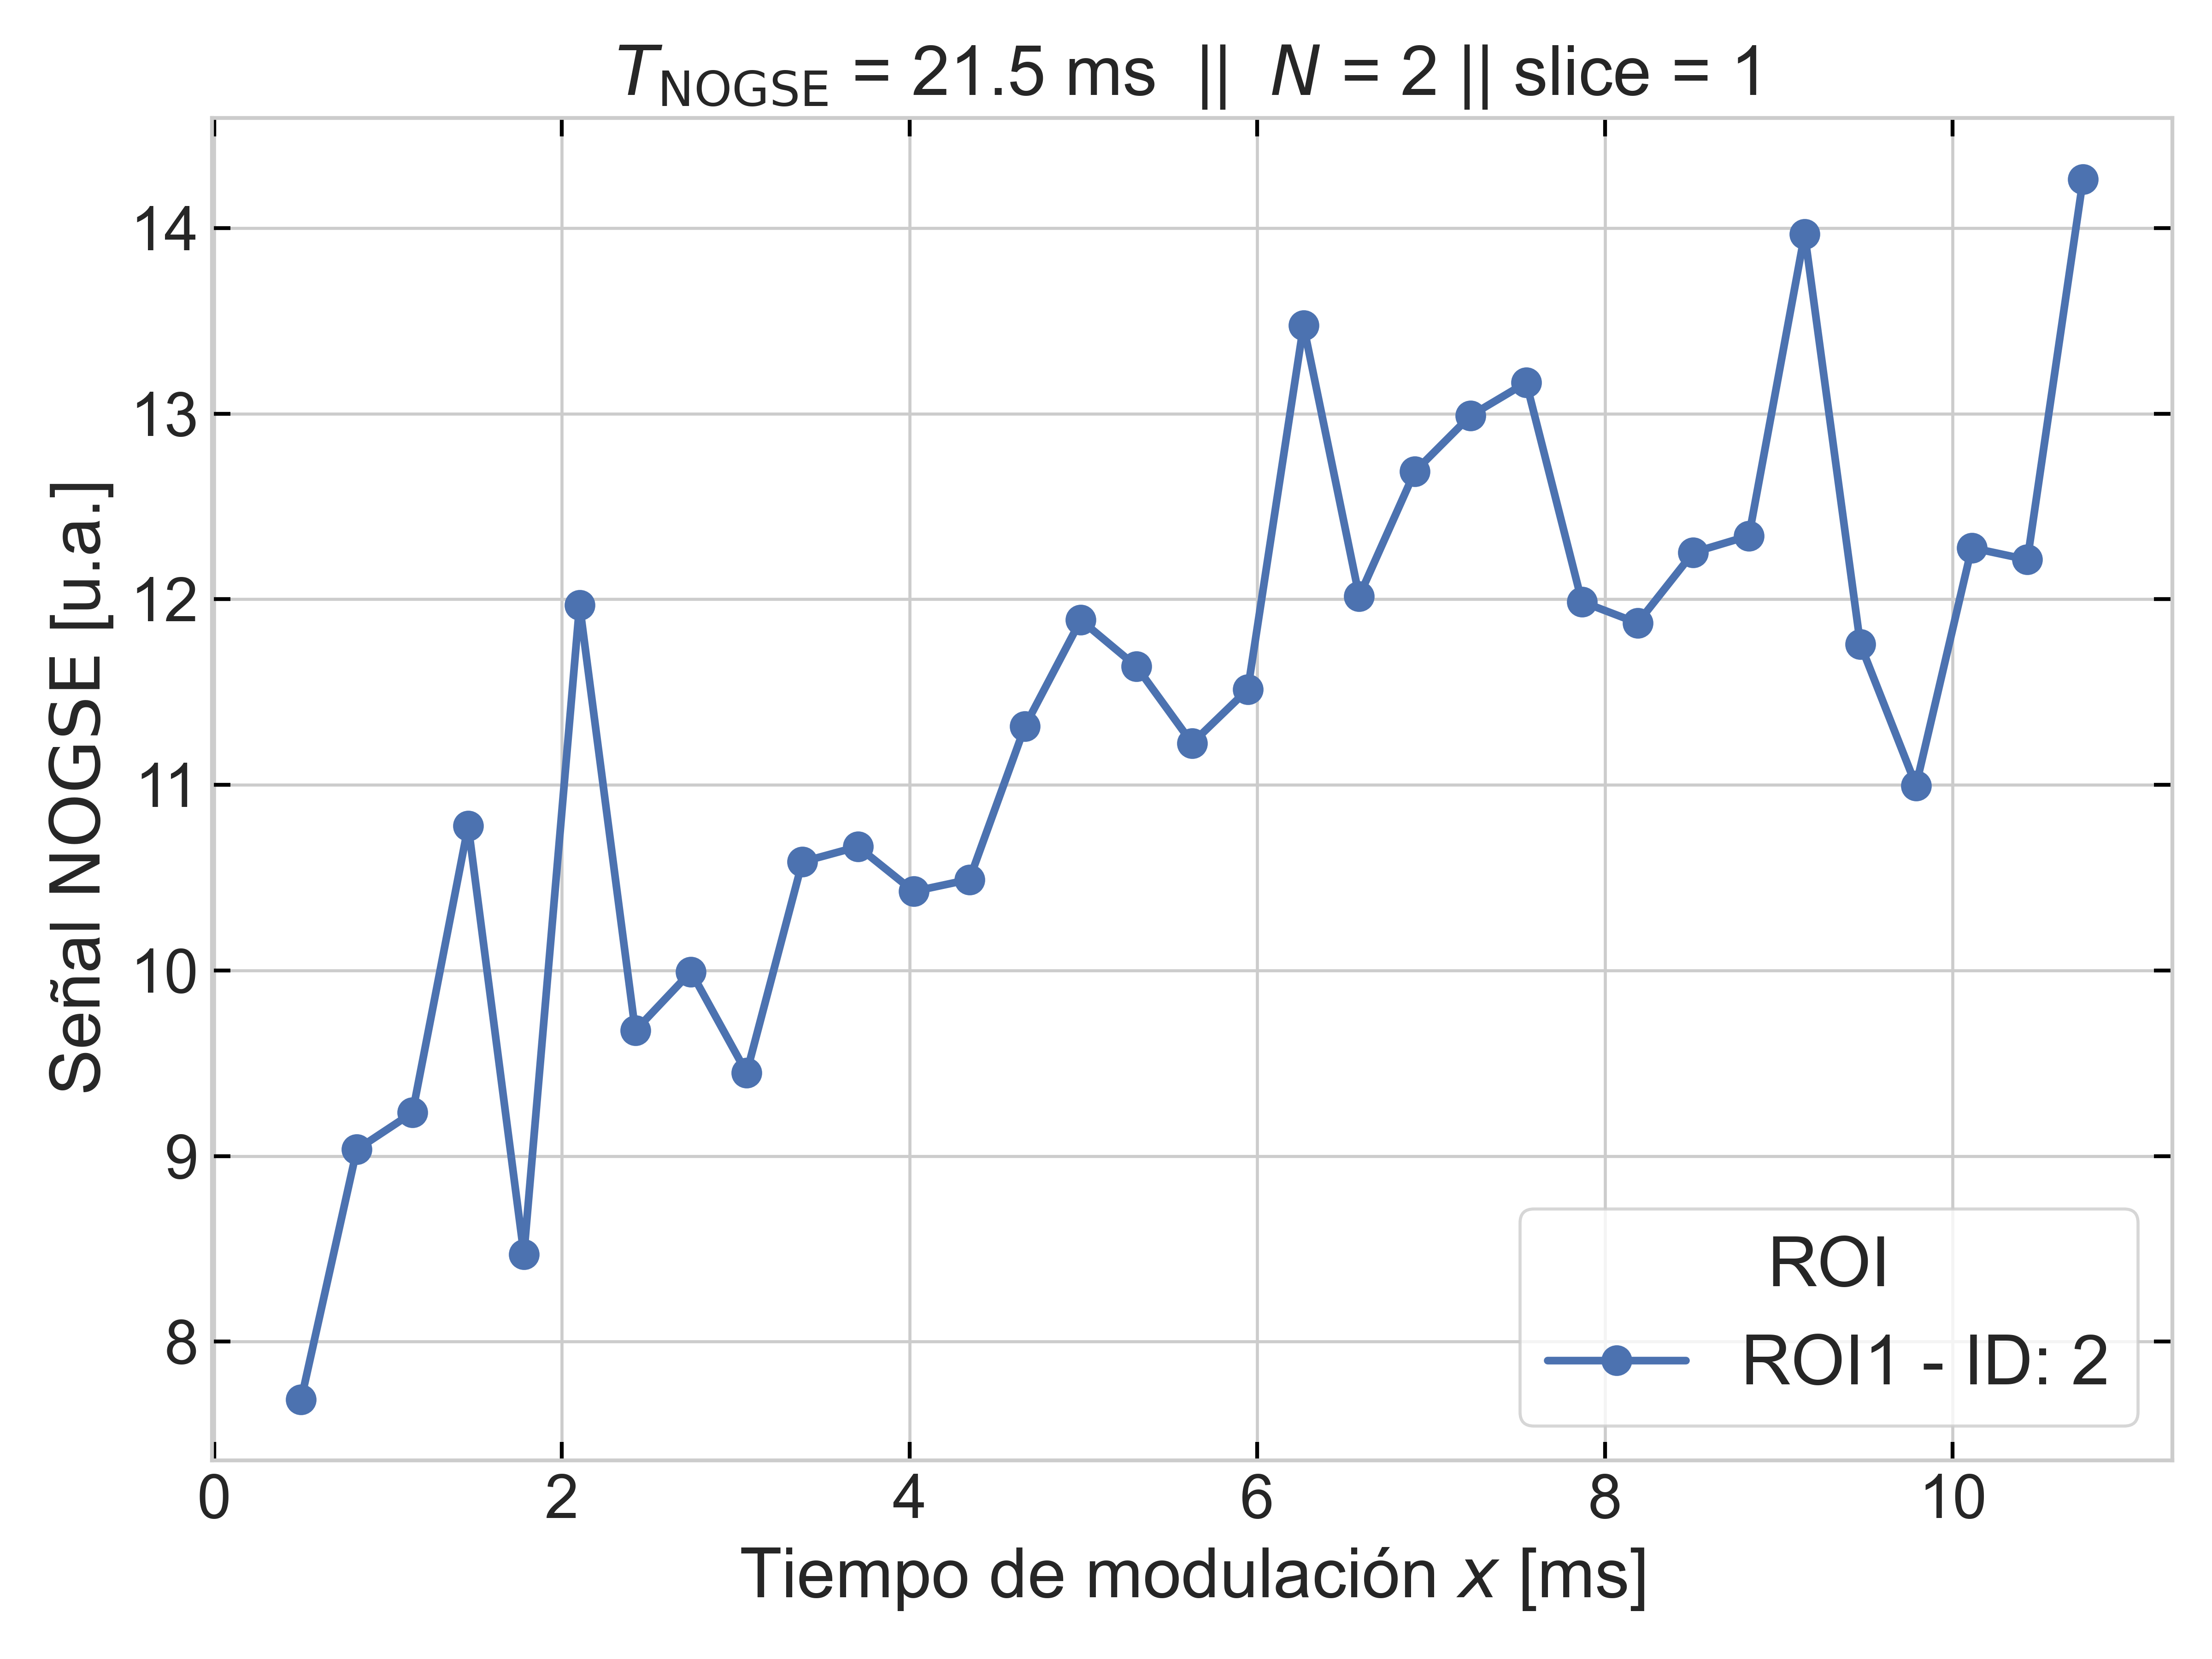 T_NOGSE = 21.5 ms || N = 2 || slice = 1
Señal NOGSE [u.a.]
14
13
12
11
10
9
8
0 2 4 6 8 10
Tiempo de modulación x [ms]
ROI
ROI1 - ID: 2